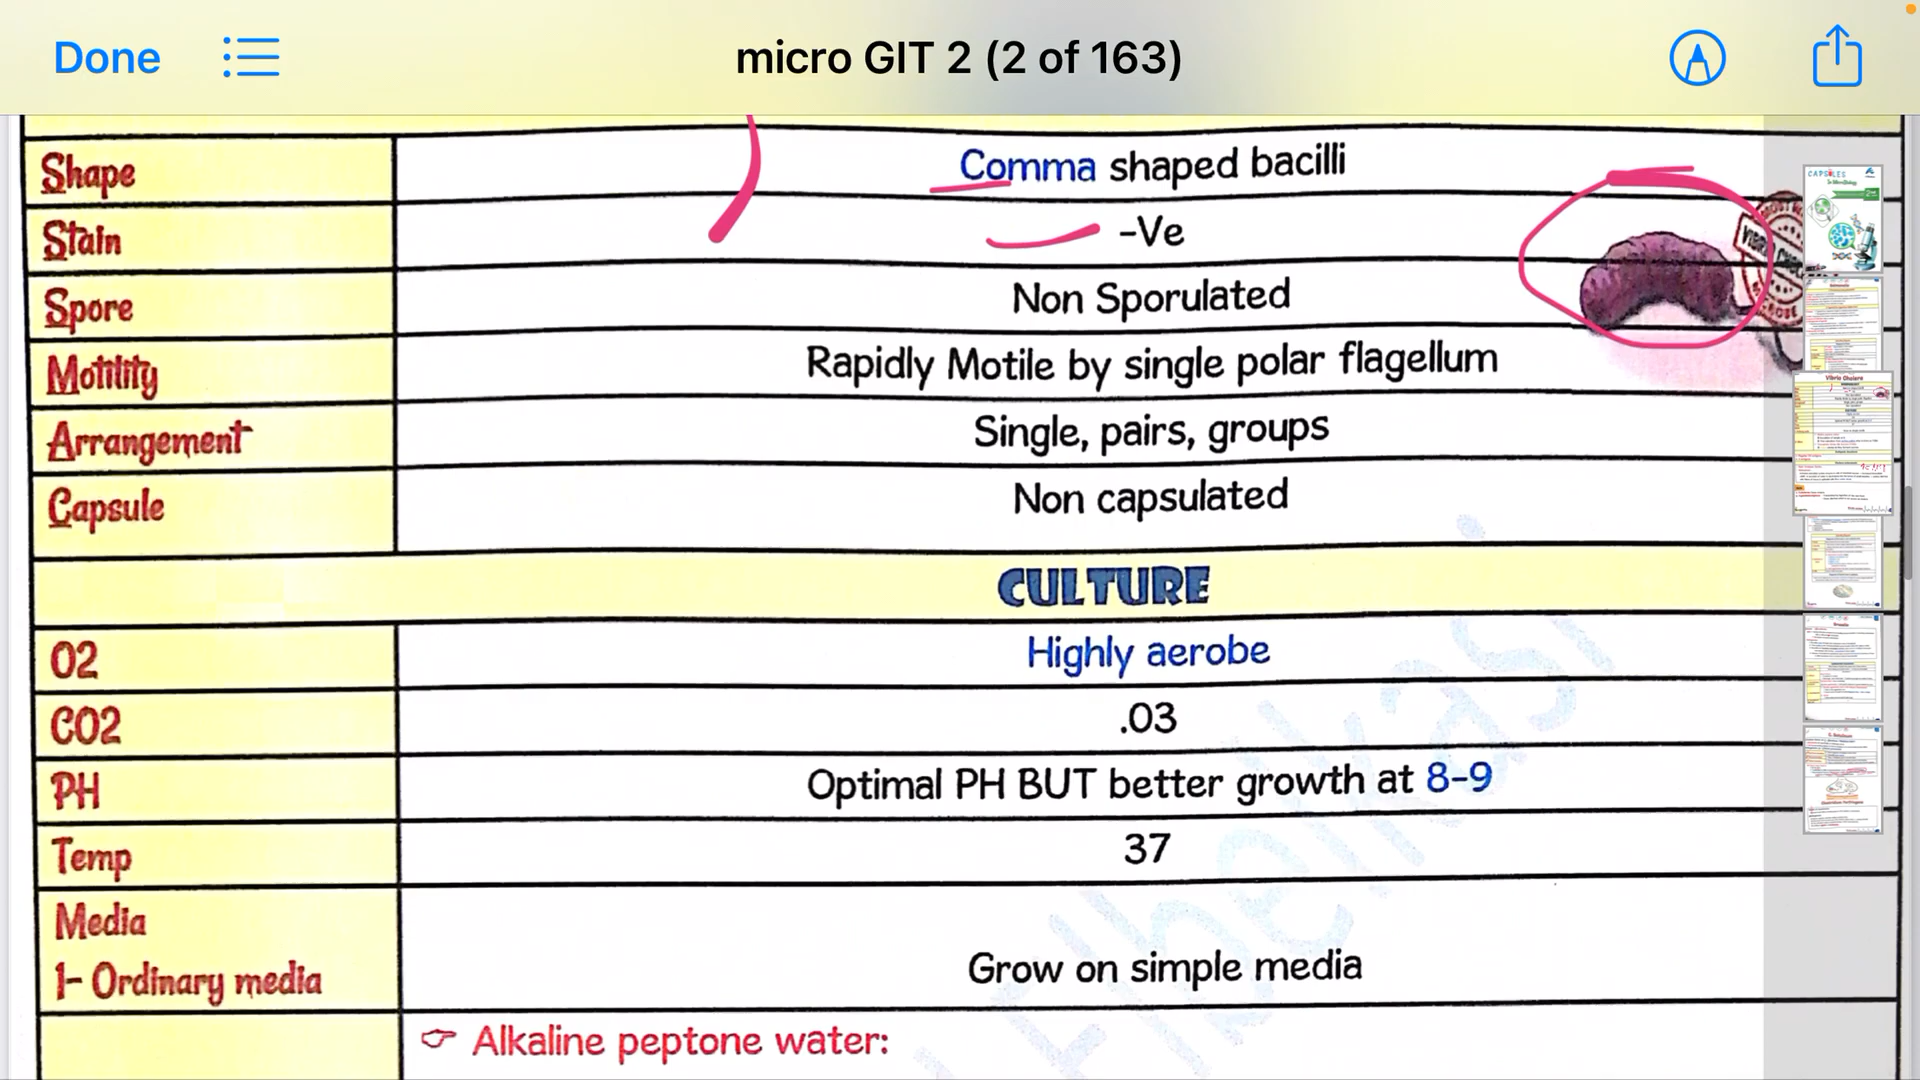 Done
micro GIT 2 (2 of 163)
Shape
Comma shaped bacilli
Stain
-Ve
Spore
Non Sporulated
Motility
Rapidly Motile by single polar flagellum
Arrangement
Single, pairs, groups
Capsule
Non capsulated
CULTURE
O2
Highly aerobe
CO2
.03
PH
Optimal PH BUT better growth at 8-9
Temp
37
Media
1- Ordinary media
Grow on simple media
Alkaline peptone water:
CAPSULES
Vibrio Cholera